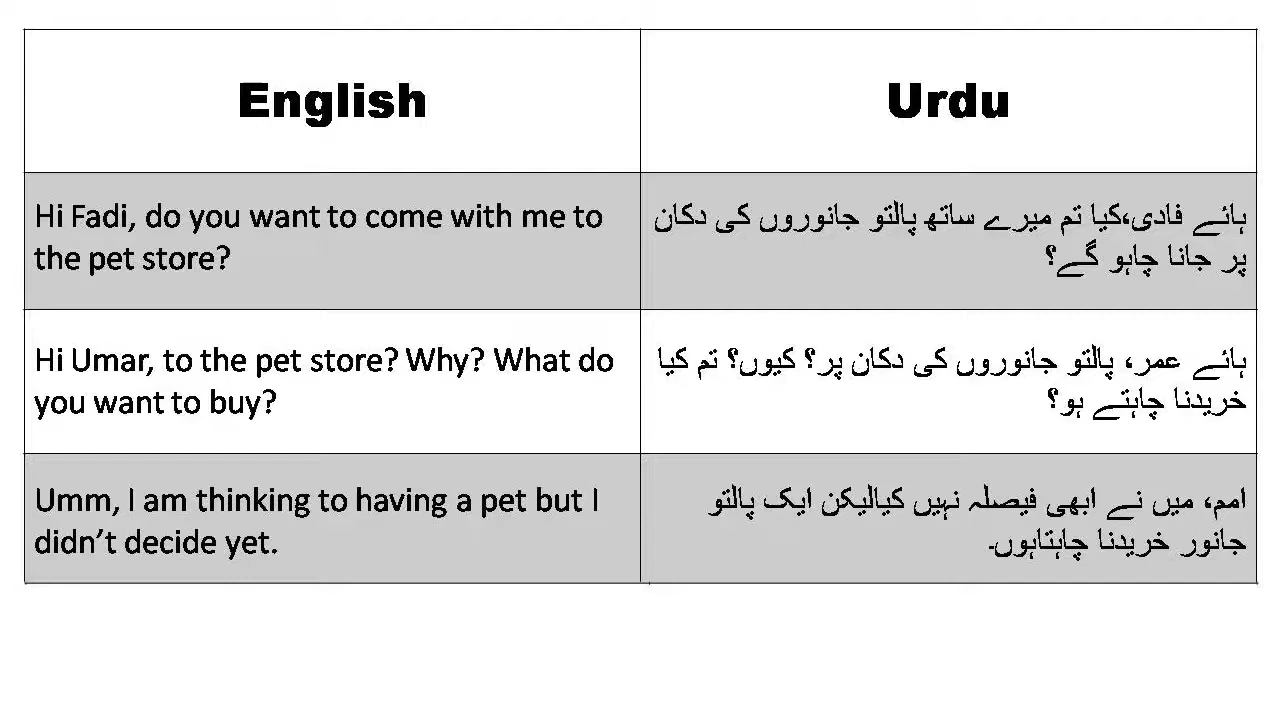 English
Urdu
Hi Fadi, do you want to come with me to
the pet store?
ہائے فادی،کیا تم میرے ساتھ پالتو جانوروں کی دکان
پر جانا چاہو گے؟
Hi Umar, to the pet store? Why? What do
you want to buy?
ہائے عمر، پالتو جانوروں کی دکان پر؟ کیوں؟ تم کیا
خریدنا چاہتے ہو؟
Umm, I am thinking to having a pet but I
didn’t decide yet.
امم، میں نے ابھی فیصلہ نہیں کیالیکن ایک پالتو
جانور خریدنا چاہتاہوں۔